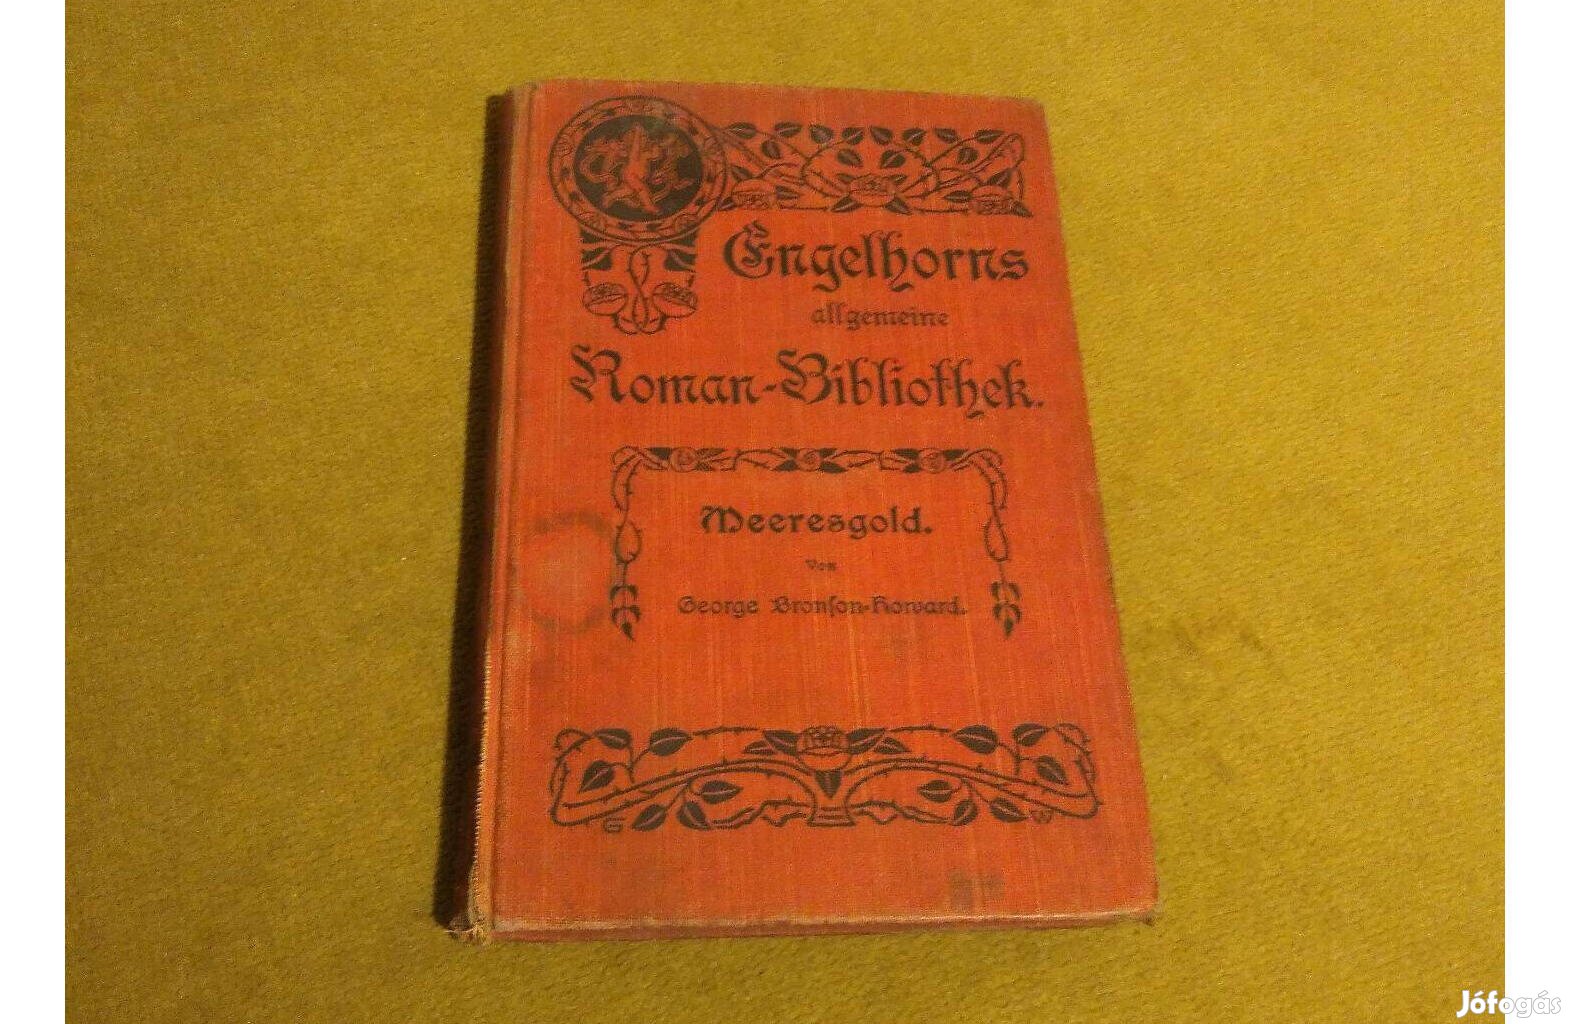 Engelhorns
allgemeine
Roman-Bibliothek.
Meeresgold.
Von
George Bronſon-Howard.
G W
Jófogás